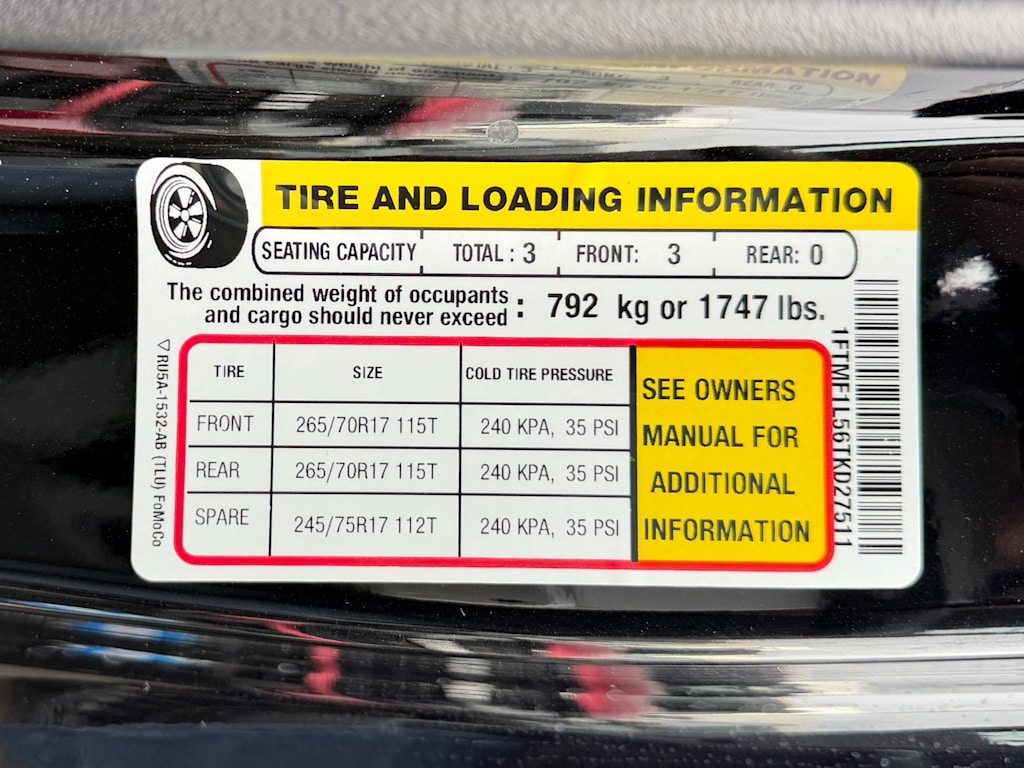 TIRE AND LOADING INFORMATION
SEATING CAPACITY TOTAL : 3 FRONT: 3 REAR: 0
The combined weight of occupants
and cargo should never exceed : 792 kg or 1747 lbs.
TIRE SIZE COLD TIRE PRESSURE
FRONT 265/70R17 115T 240 KPA, 35 PSI
REAR 265/70R17 115T 240 KPA, 35 PSI
SPARE 245/75R17 112T 240 KPA, 35 PSI
SEE OWNERS
MANUAL FOR
ADDITIONAL
INFORMATION
RU5A-1532-AB (TLU) FoMoCo
1FTMF1L56TKD27511